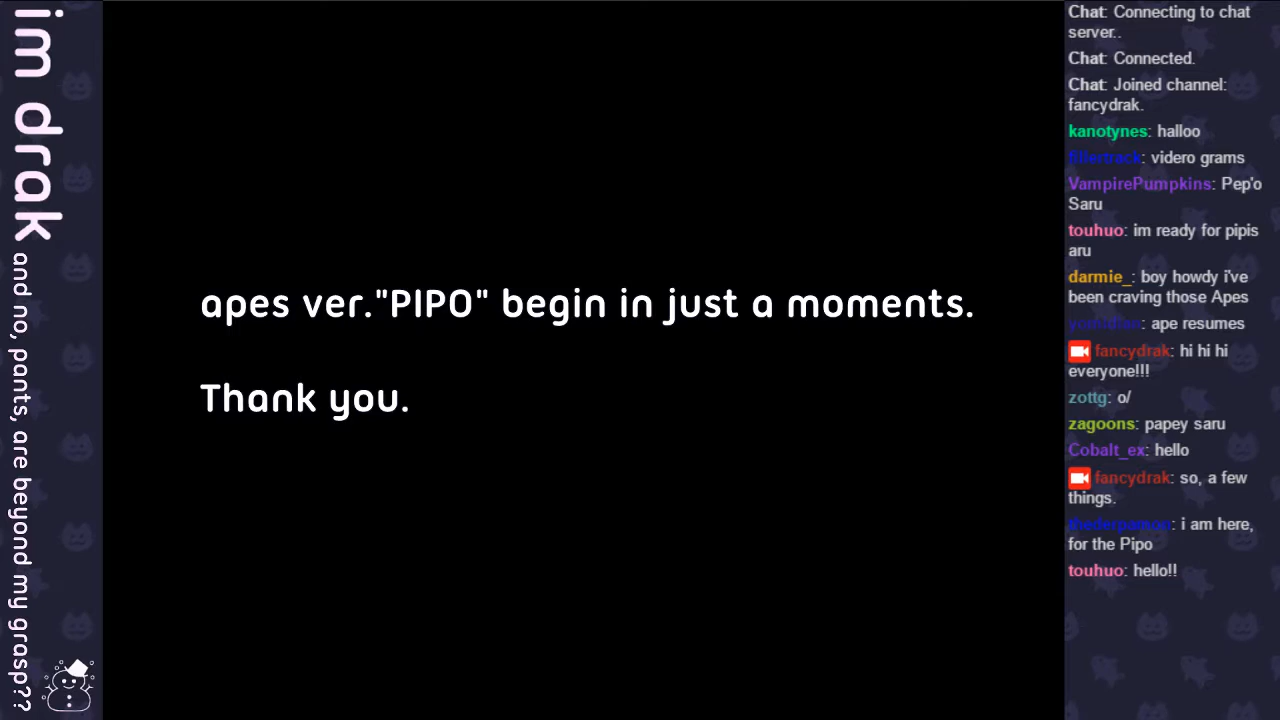 im drak and no, pants, are beyond my grasp??
apes ver."PIPO" begin in just a moments.
Thank you.
Chat: Connecting to chat
server..
Chat: Connected.
Chat: Joined channel:
fancydrak.
kanotynes: halloo
fillertrack: videro grams
VampirePumpkins: Pep'o
Saru
touhuo: im ready for pipis
aru
darmie_: boy howdy i've
been craving those Apes
: ape resumes
fancydrak: hi hi hi
everyone!!!
zottg: o/
zagoons: papey saru
Cobalt_ex: hello
fancydrak: so, a few
things.
: i am here,
for the Pipo
touhuo: hello!!